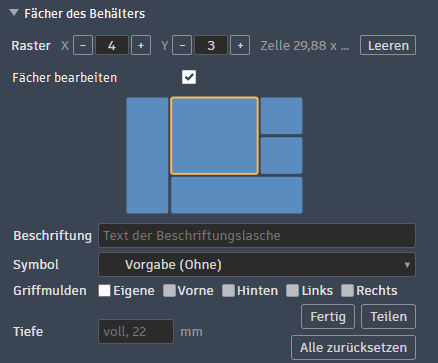 Fächer des Behälters
Raster X − 4 + Y − 3 + Zelle 29,88 x ... Leeren
Fächer bearbeiten
Beschriftung Text der Beschriftungslasche
Symbol Vorgabe (Ohne)
Griffmulden Eigene Vorne Hinten Links Rechts
Fertig Teilen
Tiefe voll, 22 mm
Alle zurücksetzen